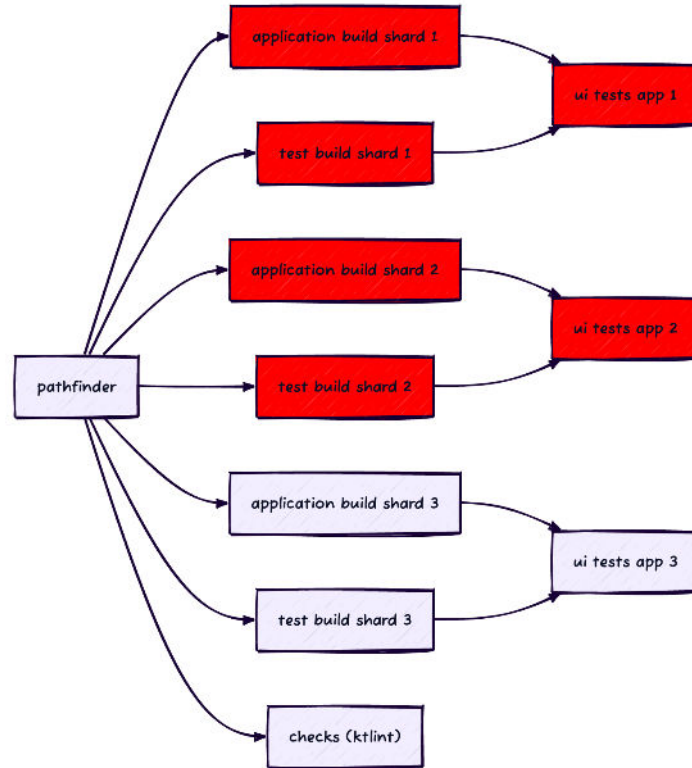 application build shard 1
ui tests app 1
test build shard 1
application build shard 2
ui tests app 2
pathfinder
test build shard 2
application build shard 3
ui tests app 3
test build shard 3
checks (ktlint)